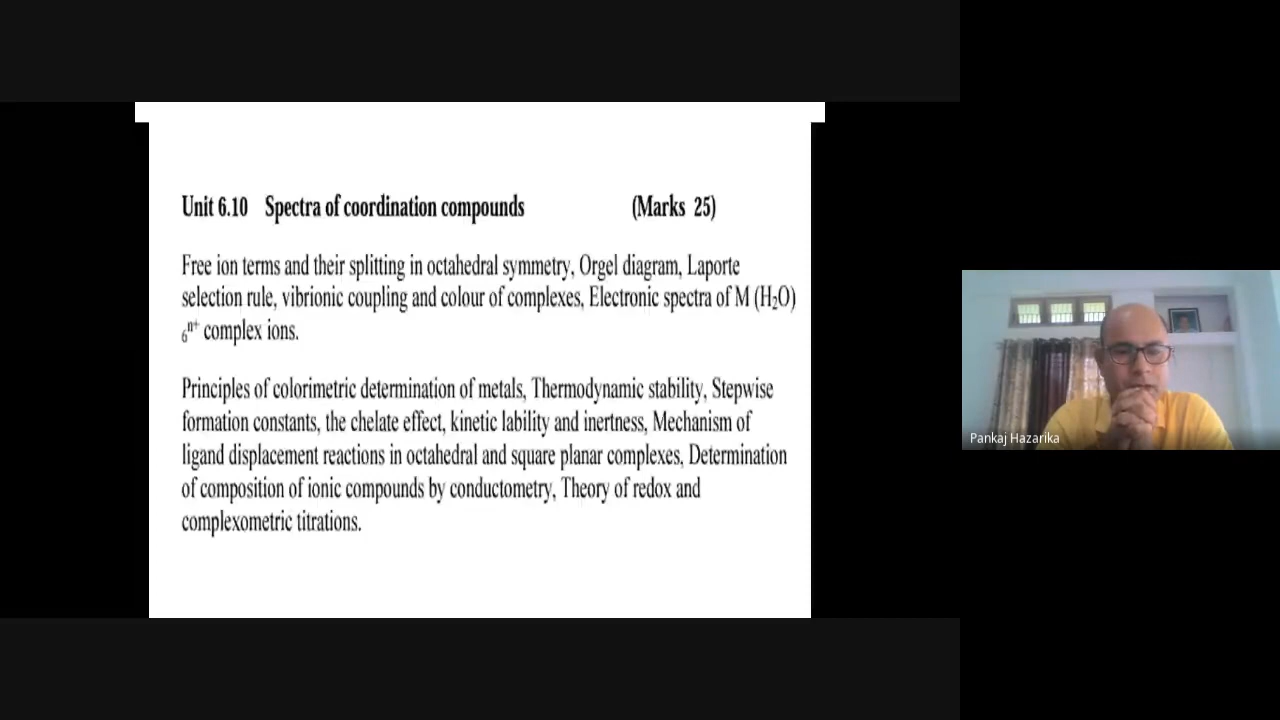 Unit 6.10 Spectra of coordination compounds (Marks 25)
Free ion terms and their splitting in octahedral symmetry, Orgel diagram, Laporte
selection rule, vibrionic coupling and colour of complexes, Electronic spectra of M (H₂O)
₆ⁿ⁺ complex ions.
Principles of colorimetric determination of metals, Thermodynamic stability, Stepwise
formation constants, the chelate effect, kinetic lability and inertness, Mechanism of
ligand displacement reactions in octahedral and square planar complexes, Determination
of composition of ionic compounds by conductometry, Theory of redox and
complexometric titrations.
Pankaj Hazarika